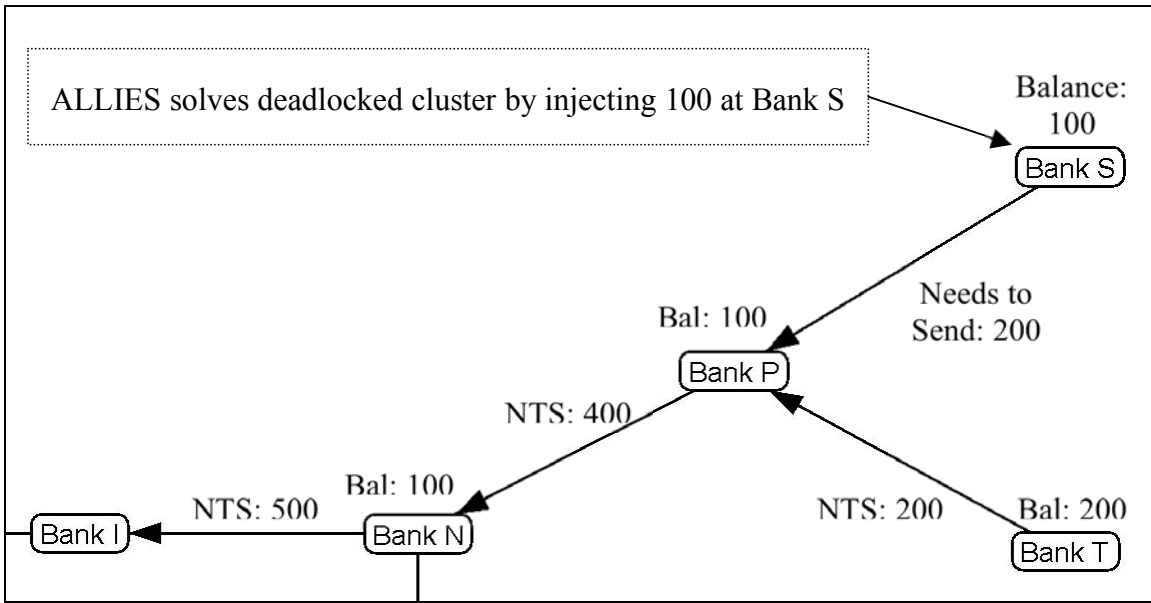 ALLIES solves deadlocked cluster by injecting 100 at Bank S
Balance:
100
Bank S
Needs to
Send: 200
Bal: 100
Bank P
NTS: 400
Bal: 100
NTS: 500
Bank I
Bank N
NTS: 200
Bal: 200
Bank T